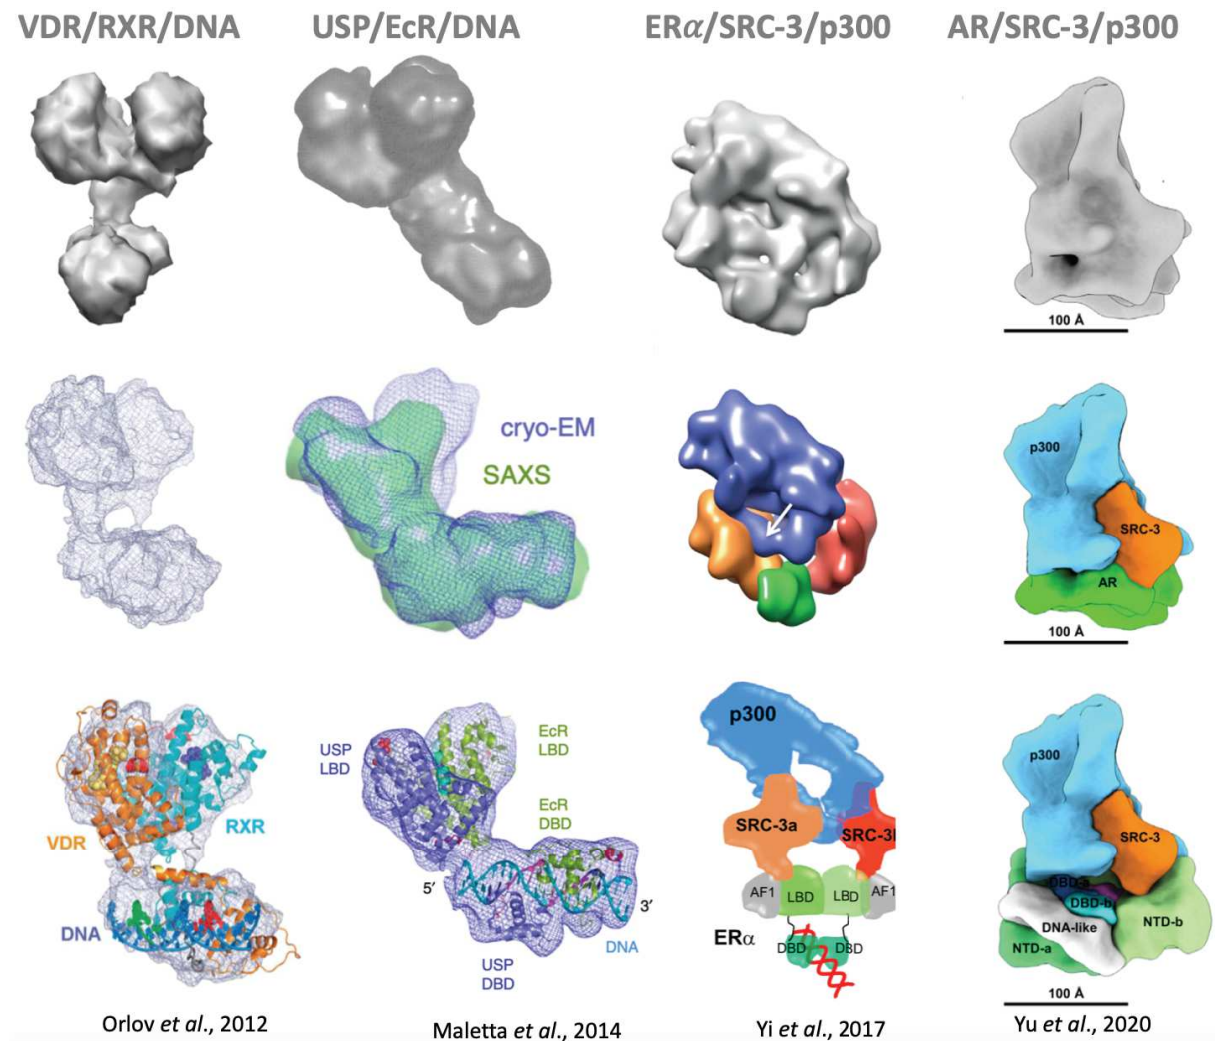 VDR/RXR/DNA
USP/EcR/DNA
ERα/SRC-3/p300
AR/SRC-3/p300
100 Å
cryo-EM
SAXS
p300
SRC-3
AR
100 Å
VDR
RXR
DNA
USP
LBD
EcR
LBD
EcR
DBD
5′
3′
DNA
USP
DBD
p300
SRC-3a
SRC-3
AF1
LBD
LBD
AF1
ERα
DBD
DBD
p300
SRC-3
DBD-a
DBD-b
DNA-like
NTD-a
NTD-b
100 Å
Orlov et al., 2012
Maletta et al., 2014
Yi et al., 2017
Yu et al., 2020